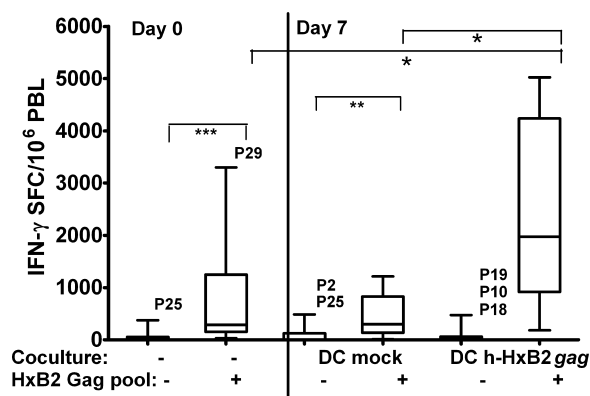 6000
5000
4000
3000
2000
1000
0
IFN-γ SFC/10⁶ PBL
Day 0
Day 7
*
*
***
**
P29
P25
P2
P25
P19
P10
P18
Coculture: - - DC mock DC h-HxB2 gag
HxB2 Gag pool: - + - + - +